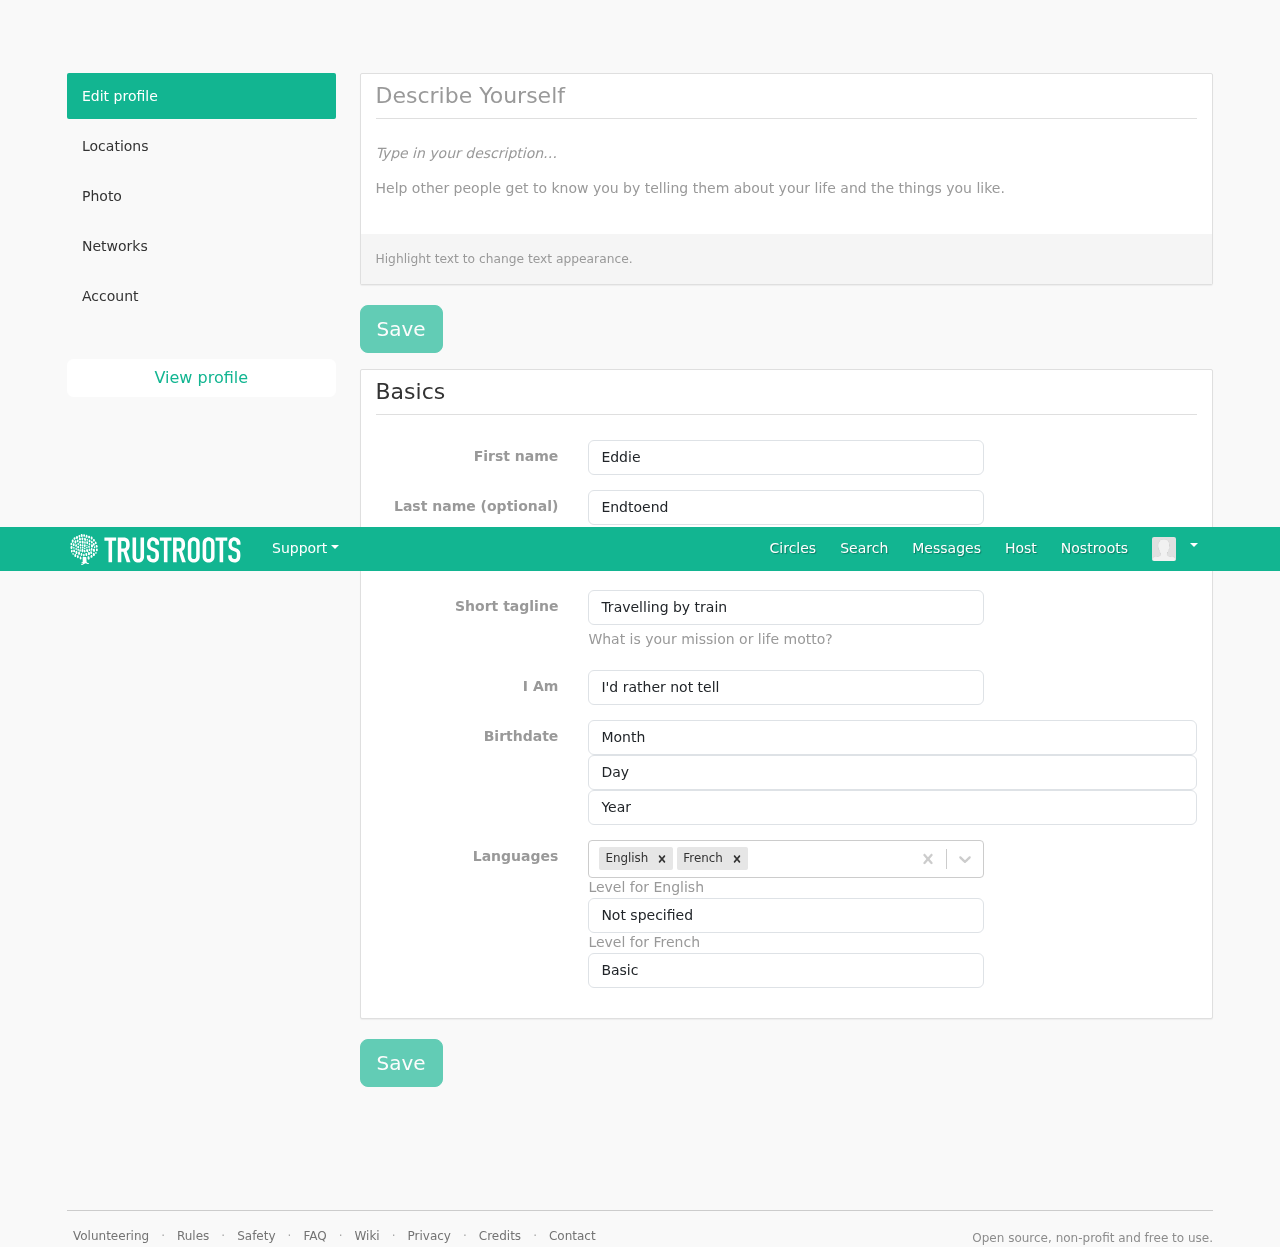 Edit profile
Locations
Photo
Networks
Account
View profile
Describe Yourself
Type in your description...
Help other people get to know you by telling them about your life and the things you like.
Highlight text to change text appearance.
Save
Basics
First name
Eddie
Last name (optional)
Endtoend
TRUSTROOTS
Support
Circles
Search
Messages
Host
Nostroots
Short tagline
Travelling by train
What is your mission or life motto?
I Am
I'd rather not tell
Birthdate
Month
Day
Year
Languages
English
French
Level for English
Not specified
Level for French
Basic
Save
Volunteering · Rules · Safety · FAQ · Wiki · Privacy · Credits · Contact
Open source, non-profit and free to use.